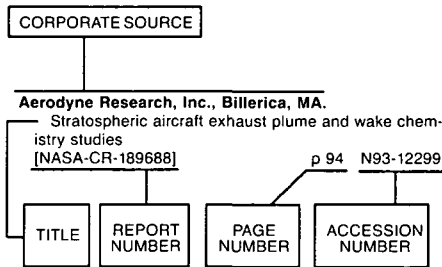 CORPORATE SOURCE
Aerodyne Research, Inc., Billerica, MA.
Stratospheric aircraft exhaust plume and wake chem-
istry studies
[NASA-CR-189688] p 94 N93-12299
TITLE
REPORT
NUMBER
PAGE
NUMBER
ACCESSION
NUMBER